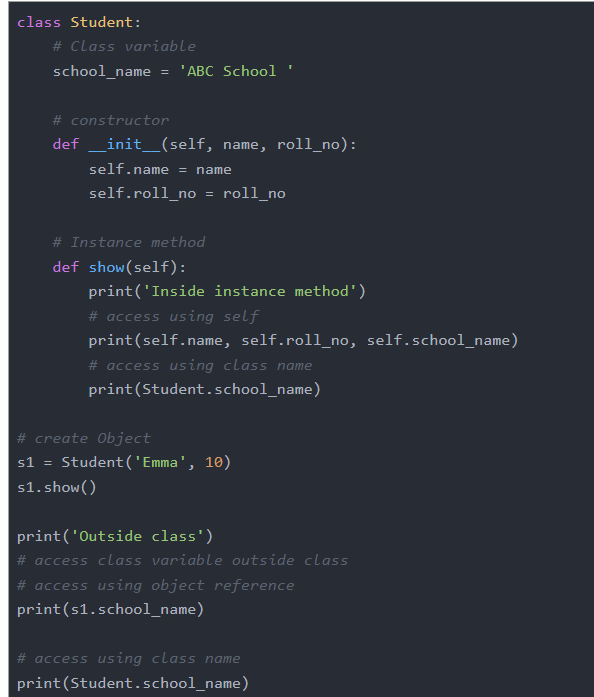 class Student:
    # Class variable
    school_name = 'ABC School '

    # constructor
    def __init__(self, name, roll_no):
        self.name = name
        self.roll_no = roll_no

    # Instance method
    def show(self):
        print('Inside instance method')
        # access using self
        print(self.name, self.roll_no, self.school_name)
        # access using class name
        print(Student.school_name)

# create Object
s1 = Student('Emma', 10)
s1.show()

print('Outside class')
# access class variable outside class
# access using object reference
print(s1.school_name)

# access using class name
print(Student.school_name)